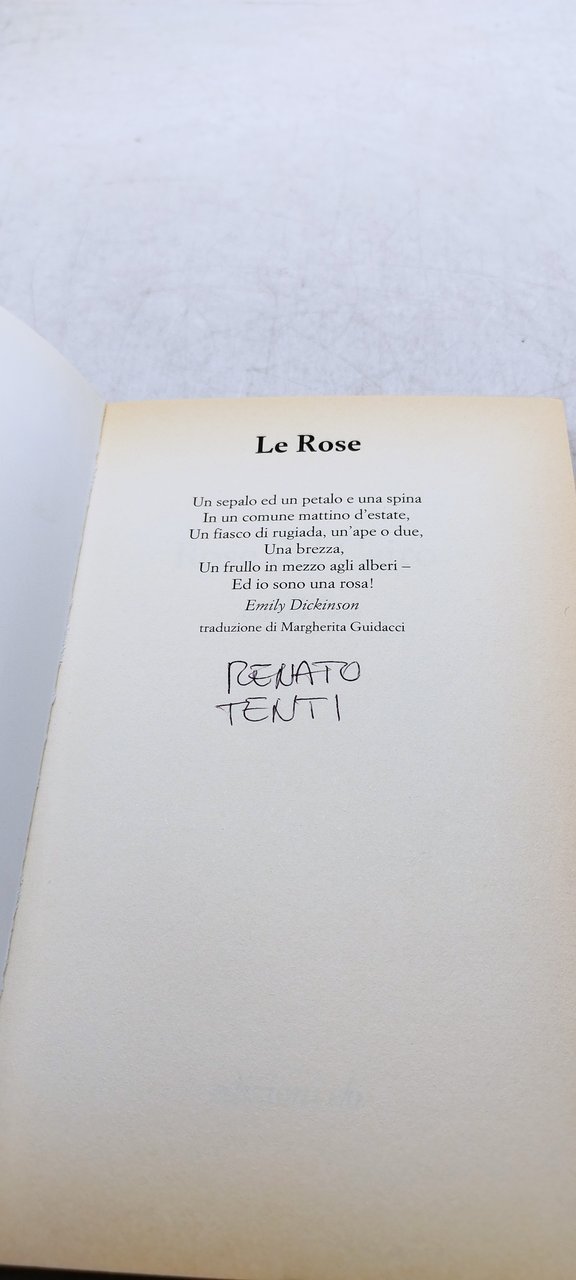 Le Rose
Un sepalo ed un petalo e una spina
In un comune mattino d'estate,
Un fiasco di rugiada, un'ape o due,
Una brezza,
Un frullo in mezzo agli alberi –
Ed io sono una rosa!
Emily Dickinson
traduzione di Margherita Guidacci
RENATO
TENTI